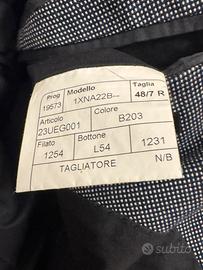 Prog Modello Taglia
19573 1XNA22B-- 48/7 R
Articolo Colore
23UEG001 B203
Filato Bottone
1254 L54 1231
TAGLIATORE N/B
subito